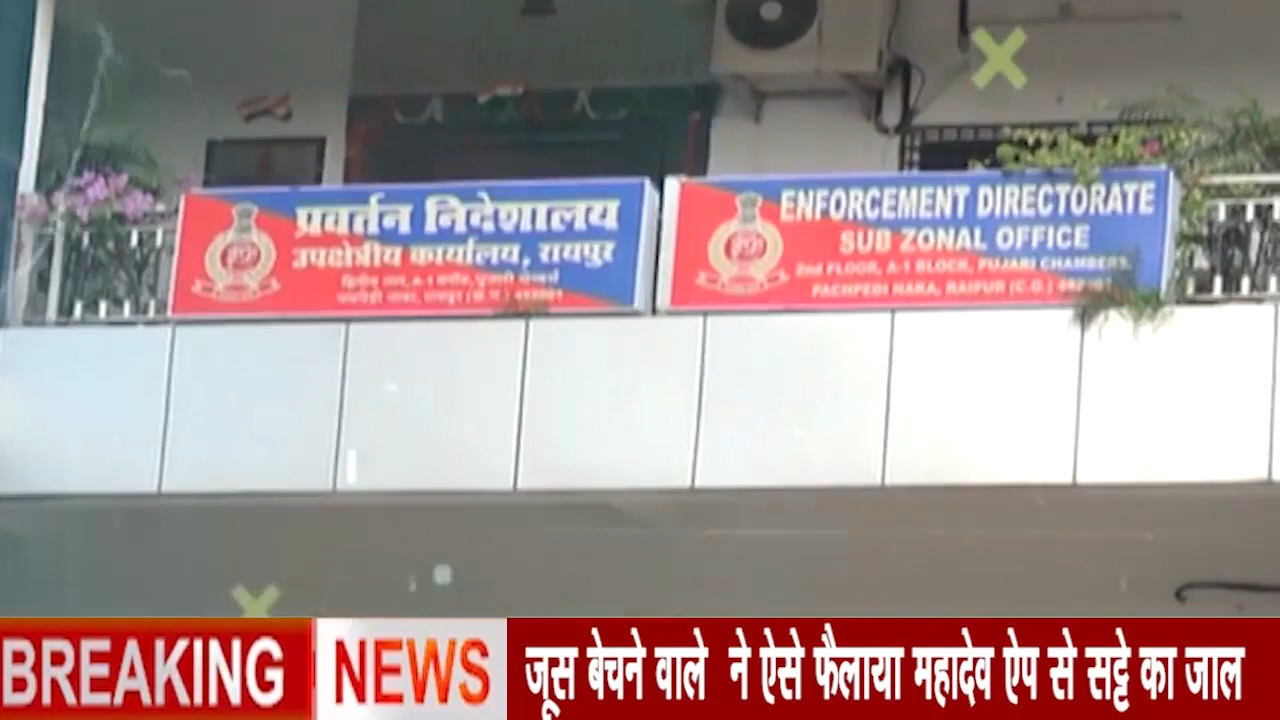 प्रवर्तन निदेशालय
उपक्षेत्रीय कार्यालय, रायपुर
ENFORCEMENT DIRECTORATE
SUB ZONAL OFFICE
2nd FLOOR, A-1 BLOCK, PUJARI CHAMBERS,
PACHPEDI NAKA, RAIPUR (C.G.)
BREAKING NEWS
जूस बेचने वाले ने ऐसे फैलाया महादेव ऐप से सट्टे का जाल